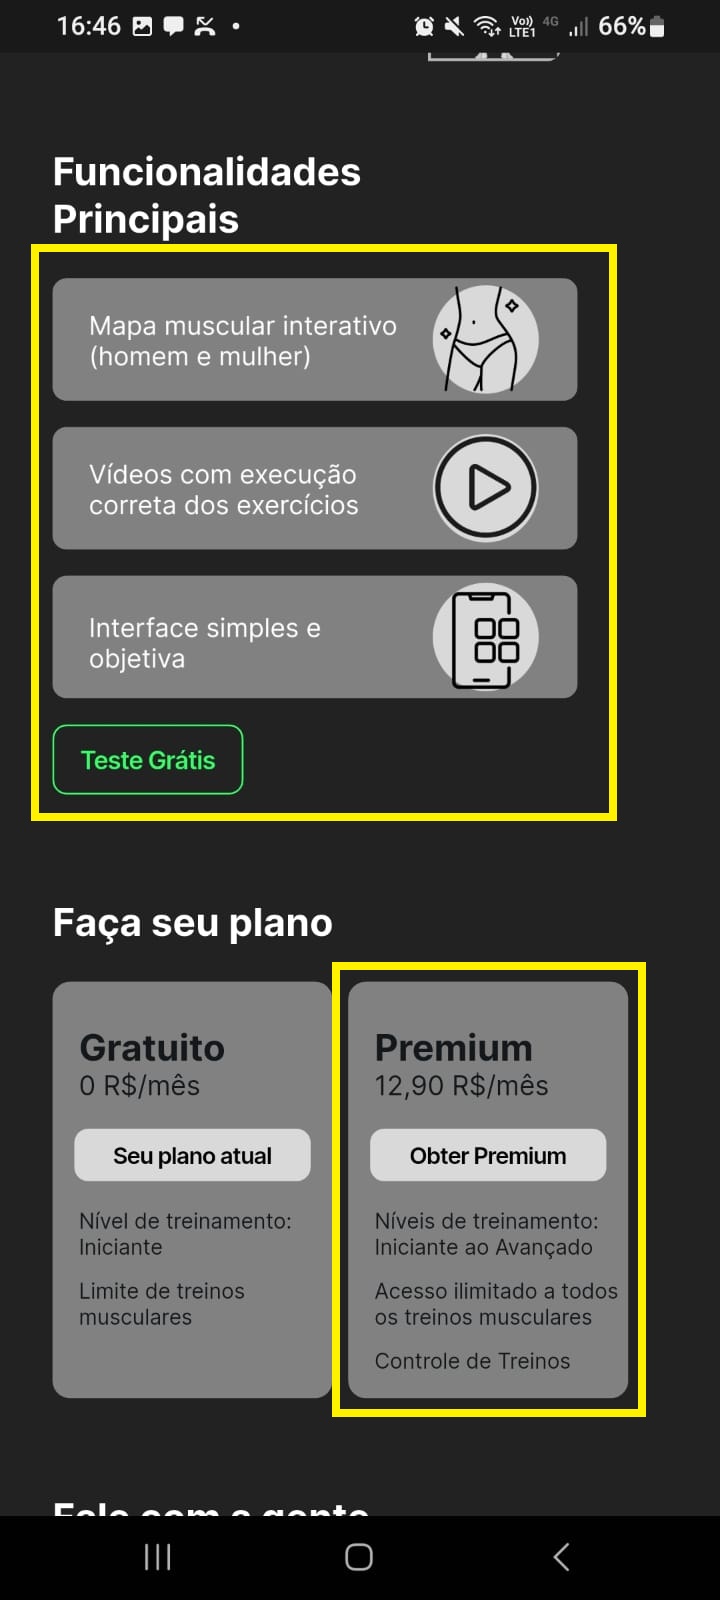 16:46
Vo))
LTE1
4G
66%
Funcionalidades
Principais
Mapa muscular interativo
(homem e mulher)
Vídeos com execução
correta dos exercícios
Interface simples e
objetiva
Teste Grátis
Faça seu plano
Gratuito
0 R$/mês
Seu plano atual
Nível de treinamento:
Iniciante
Limite de treinos
musculares
Premium
12,90 R$/mês
Obter Premium
Níveis de treinamento:
Iniciante ao Avançado
Acesso ilimitado a todos
os treinos musculares
Controle de Treinos
Fale com a gente